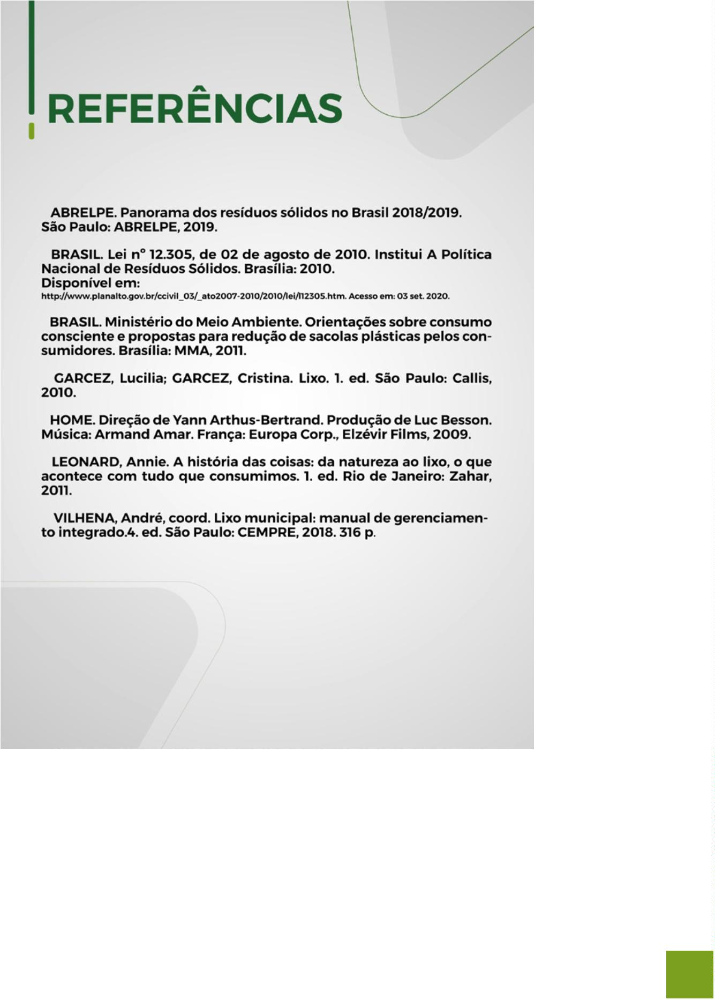 REFERÊNCIAS
ABRELPE. Panorama dos resíduos sólidos no Brasil 2018/2019.
São Paulo: ABRELPE, 2019.
BRASIL. Lei nº 12.305, de 02 de agosto de 2010. Institui A Política
Nacional de Resíduos Sólidos. Brasília: 2010.
Disponível em:
http://www.planalto.gov.br/ccivil_03/_ato2007-2010/2010/lei/l12305.htm. Acesso em: 03 set. 2020.
BRASIL. Ministério do Meio Ambiente. Orientações sobre consumo
consciente e propostas para redução de sacolas plásticas pelos con-
sumidores. Brasília: MMA, 2011.
GARCEZ, Lucilia; GARCEZ, Cristina. Lixo. 1. ed. São Paulo: Callis,
2010.
HOME. Direção de Yann Arthus-Bertrand. Produção de Luc Besson.
Música: Armand Amar. França: Europa Corp., Elzévir Films, 2009.
LEONARD, Annie. A história das coisas: da natureza ao lixo, o que
acontece com tudo que consumimos. 1. ed. Rio de Janeiro: Zahar,
2011.
VILHENA, André, coord. Lixo municipal: manual de gerenciamen-
to integrado.4. ed. São Paulo: CEMPRE, 2018. 316 p.